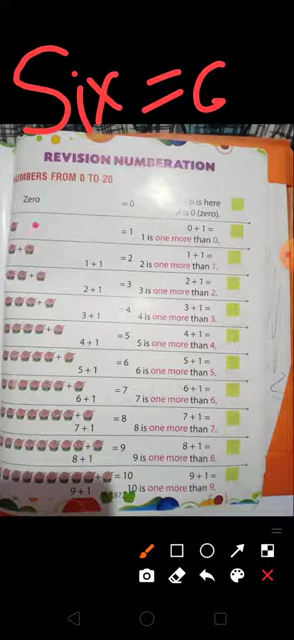 Six = 6
REVISION NUMBERATION
NUMBERS FROM 0 TO 20
Zero = 0 is here
is 0 (zero).
= 1 0 + 1 =
1 is one more than 0.
+ = 2 1 + 1 =
1 + 1 2 is one more than 1.
+ = 3 2 + 1 =
2 + 1 3 is one more than 2.
+ = 4 3 + 1 =
3 + 1 4 is one more than 3.
+ = 5 4 + 1 =
4 + 1 5 is one more than 4.
+ = 6 5 + 1 =
5 + 1 6 is one more than 5.
+ = 7 6 + 1 =
6 + 1 7 is one more than 6.
+ = 8 7 + 1 =
7 + 1 8 is one more than 7.
+ = 9 8 + 1 =
8 + 1 9 is one more than 8.
+ = 10 9 + 1 =
9 + 1 10 is one more than 9.
87